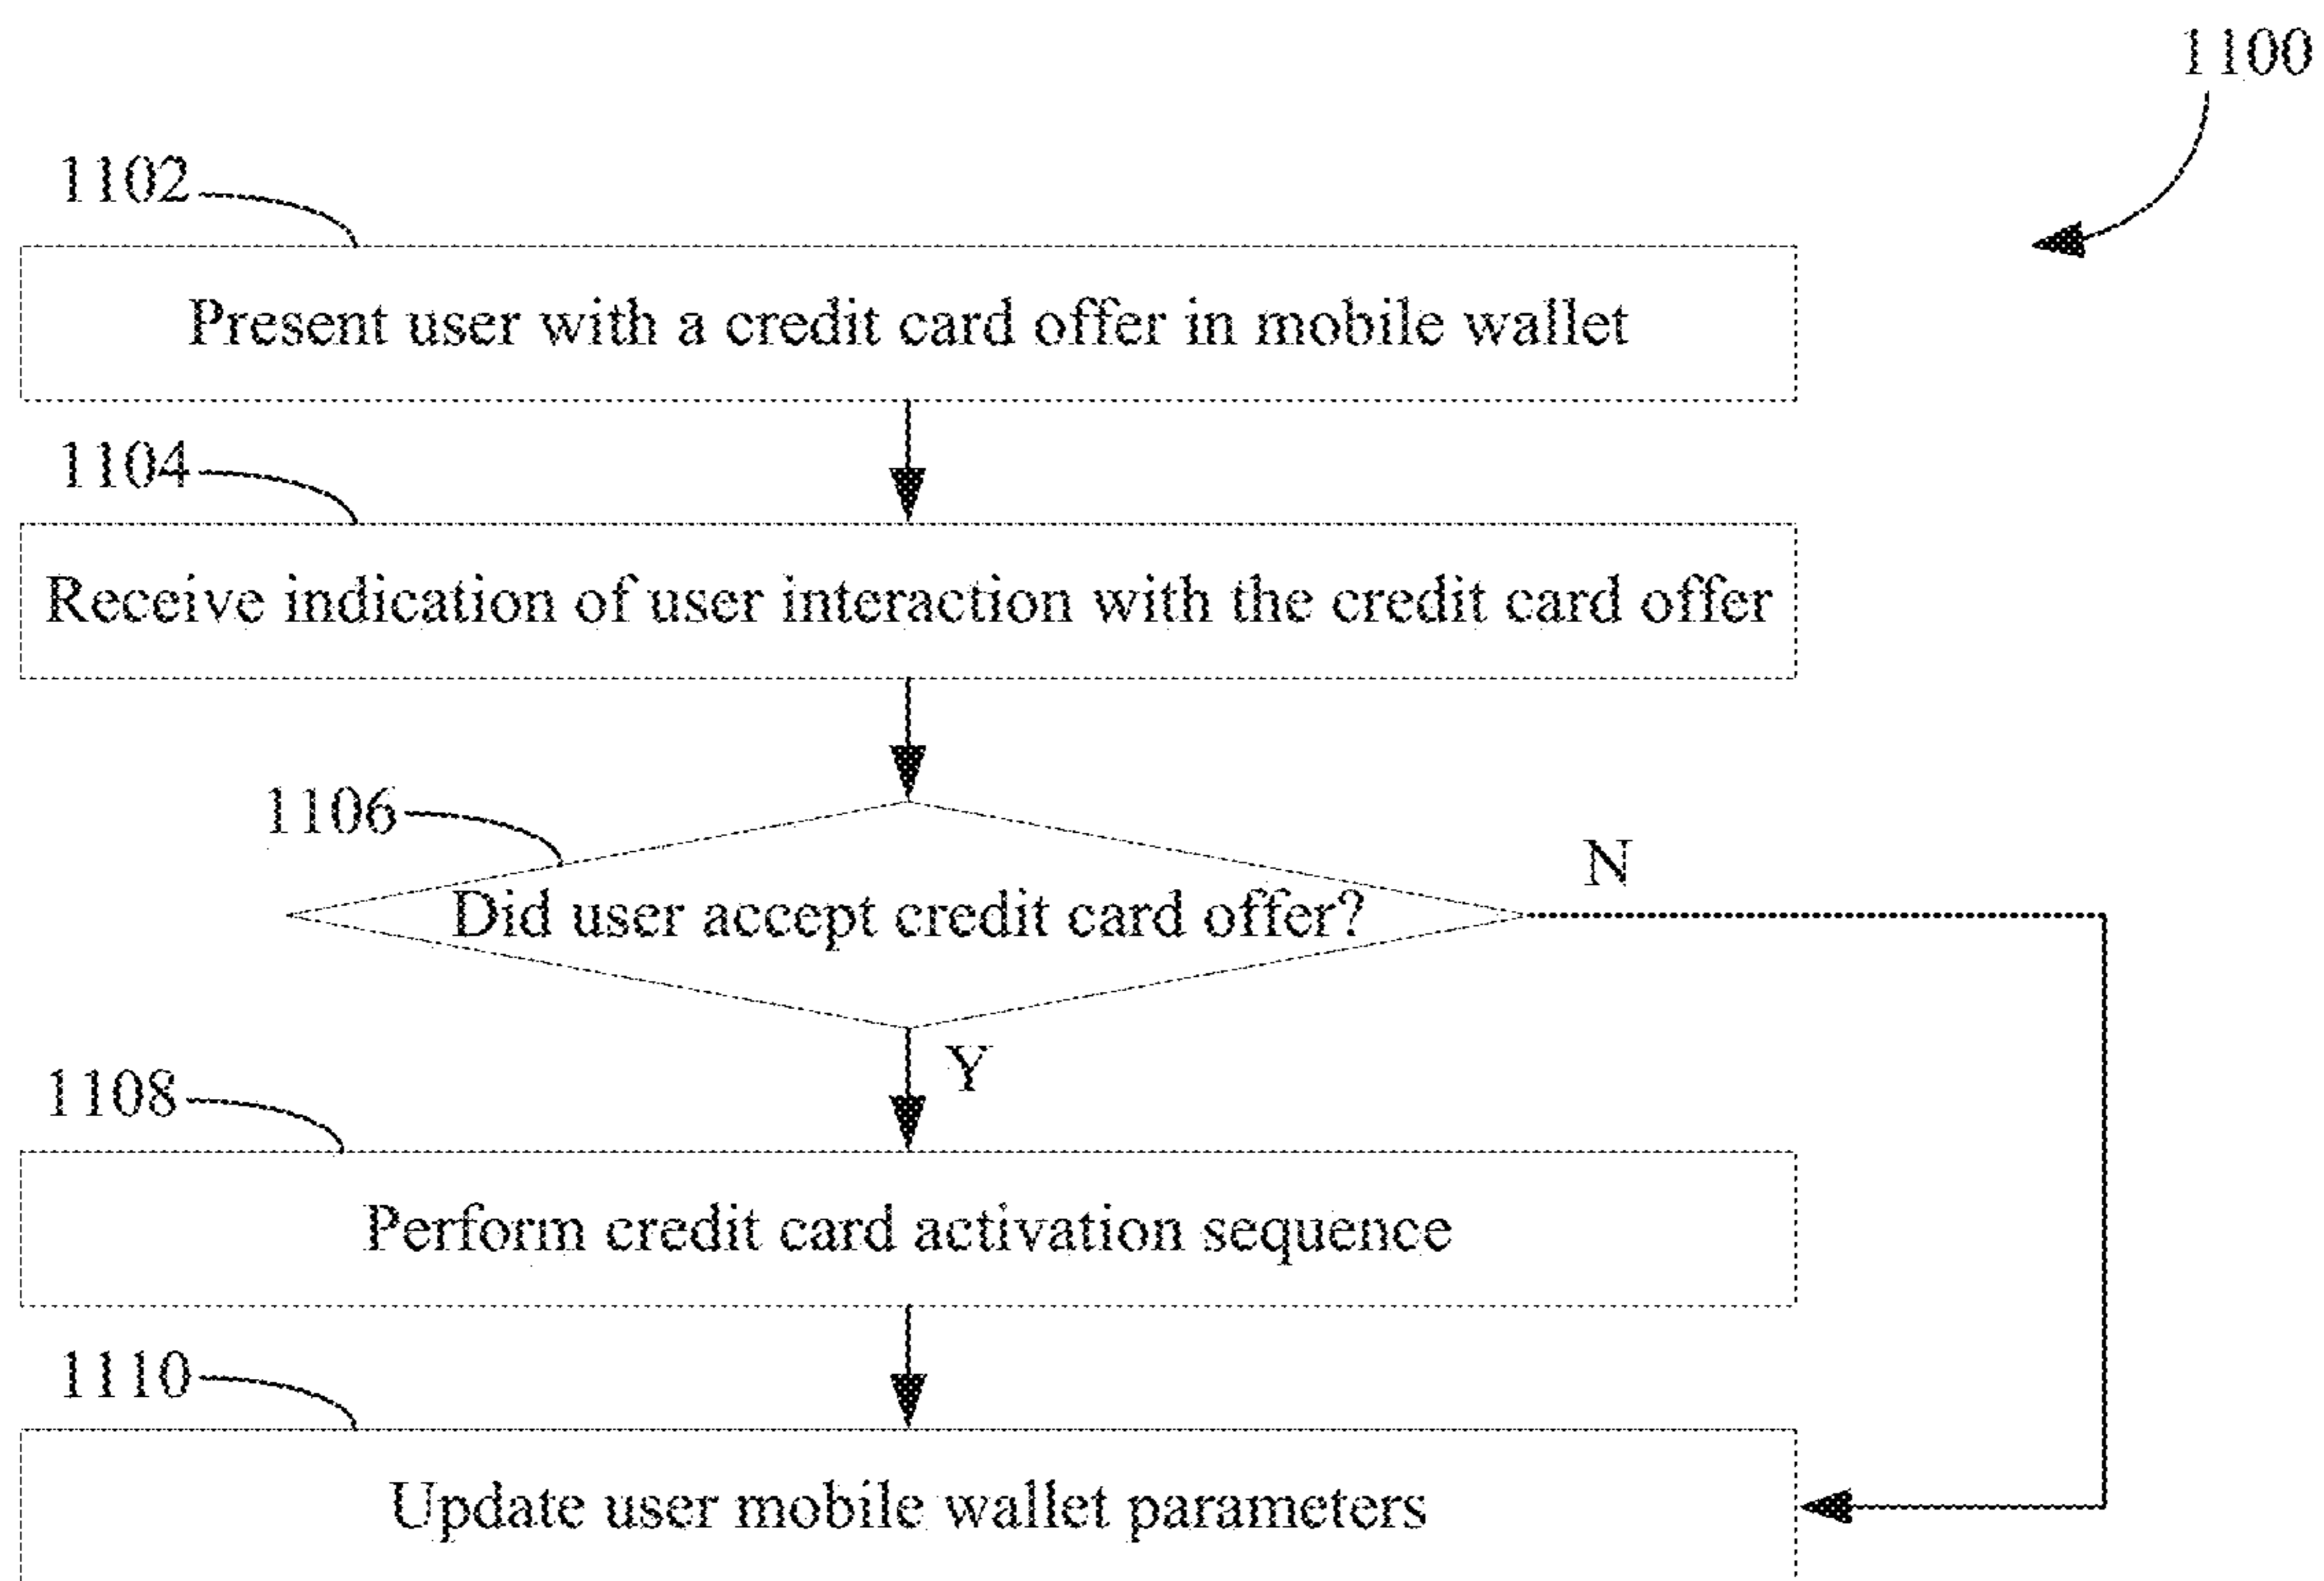 1100
1102
Present user with a credit card offer in mobile wallet
1104
Receive indication of user interaction with the credit card offer
1106
Did user accept credit card offer?
N
Y
1108
Perform credit card activation sequence
1110
Update user mobile wallet parameters